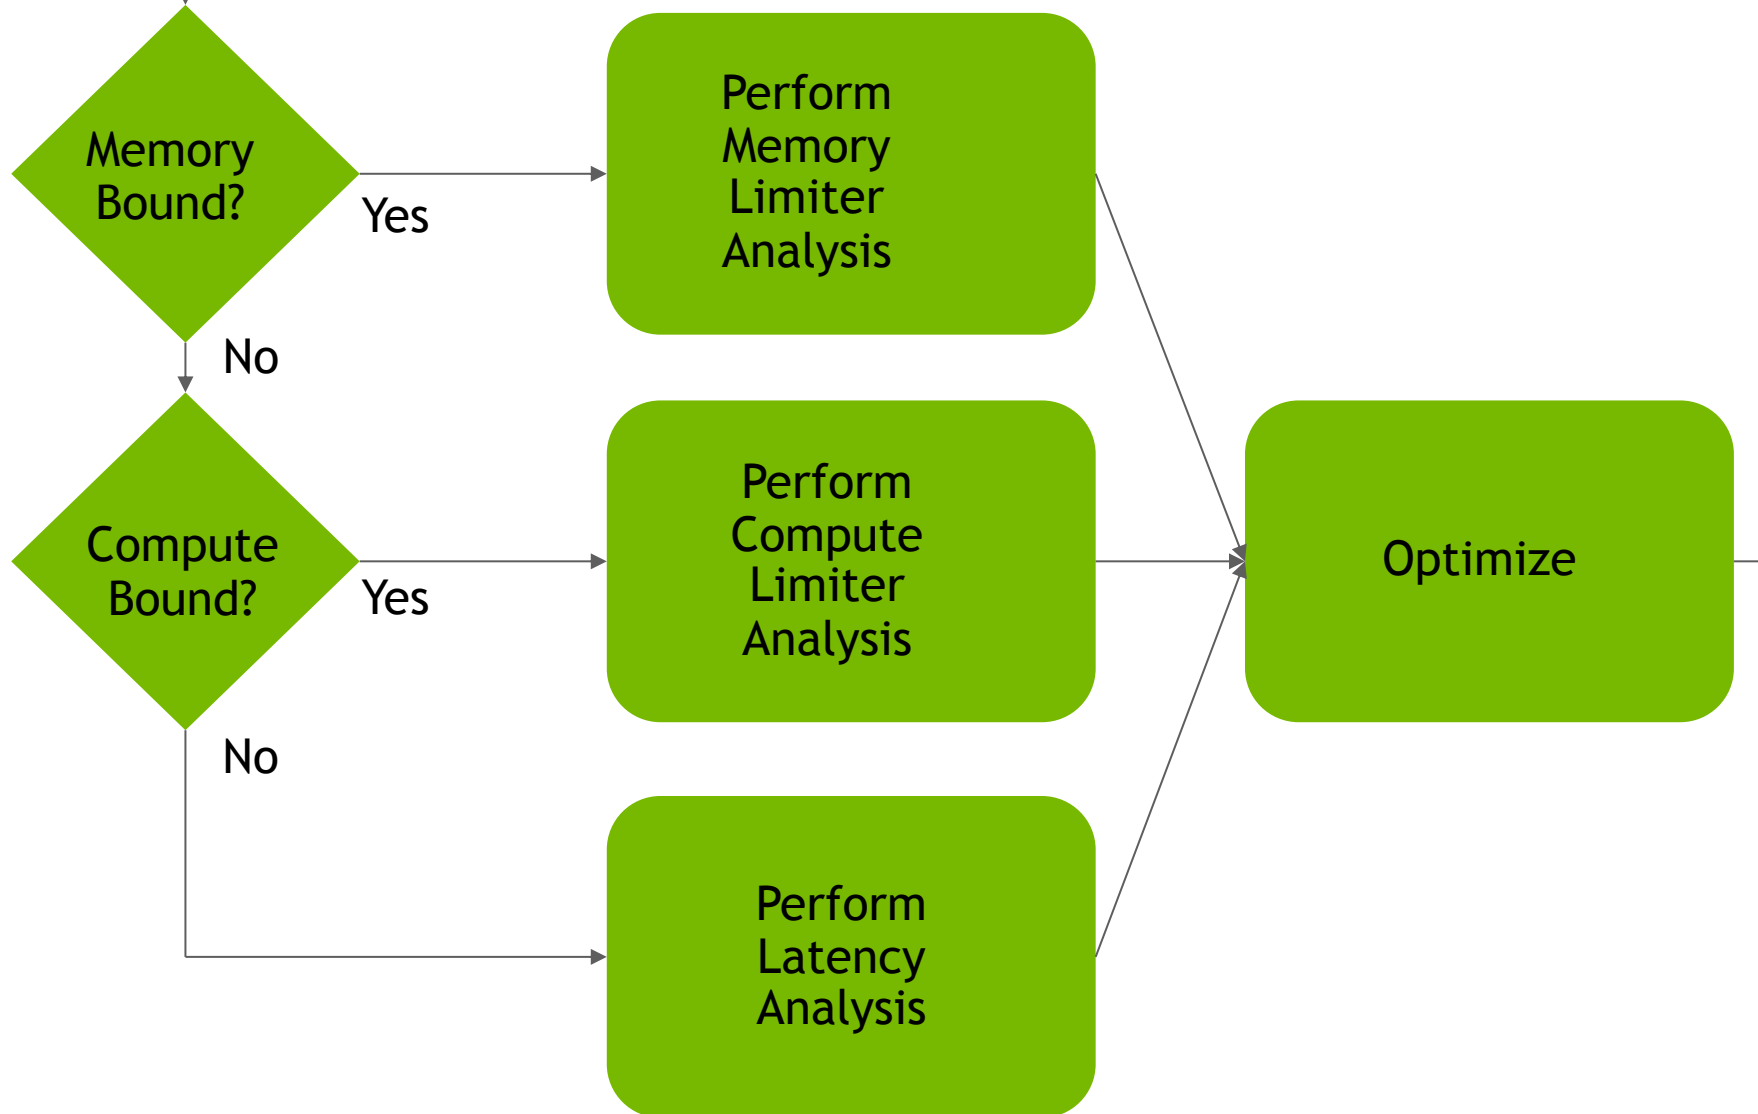 Memory
Bound?
Yes
Perform
Memory
Limiter
Analysis
No
Compute
Bound?
Yes
Perform
Compute
Limiter
Analysis
Optimize
No
Perform
Latency
Analysis